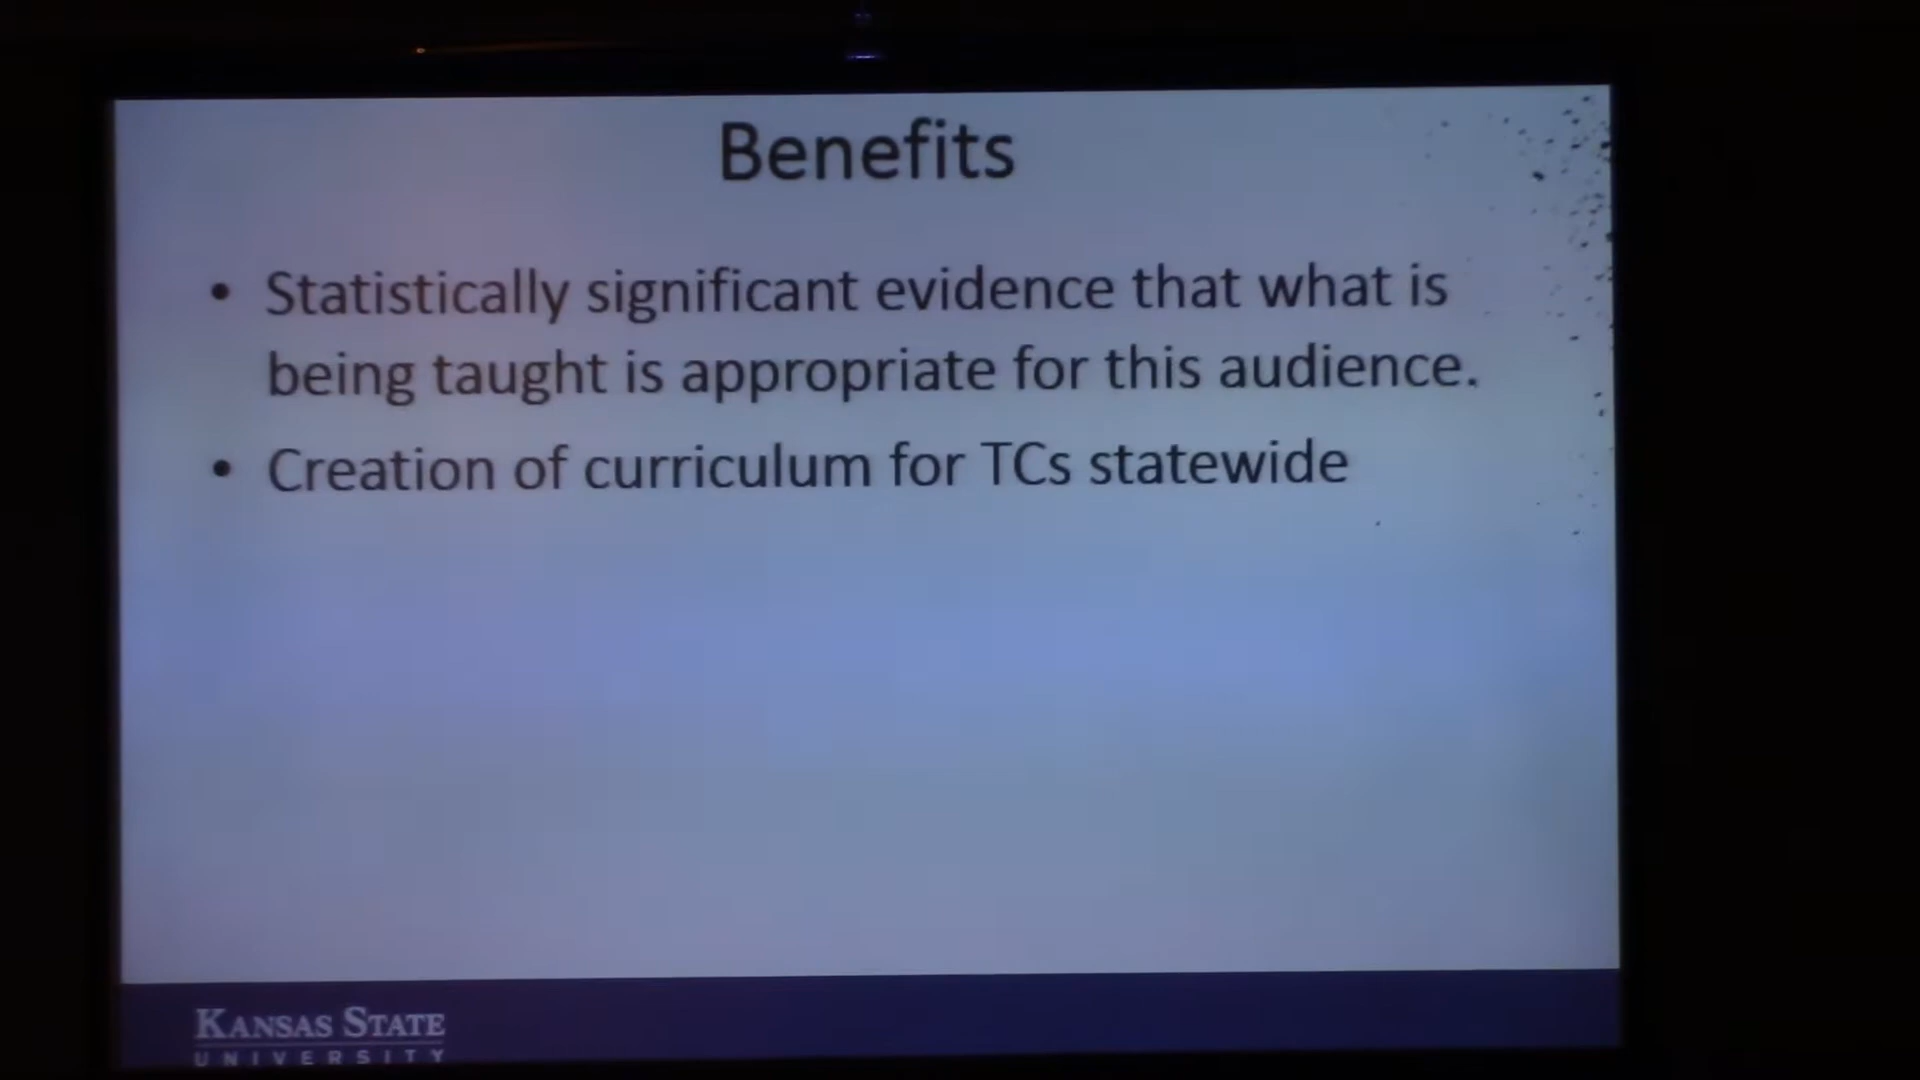 Benefits
• Statistically significant evidence that what is
being taught is appropriate for this audience.
• Creation of curriculum for TCs statewide
KANSAS STATE
UNIVERSITY